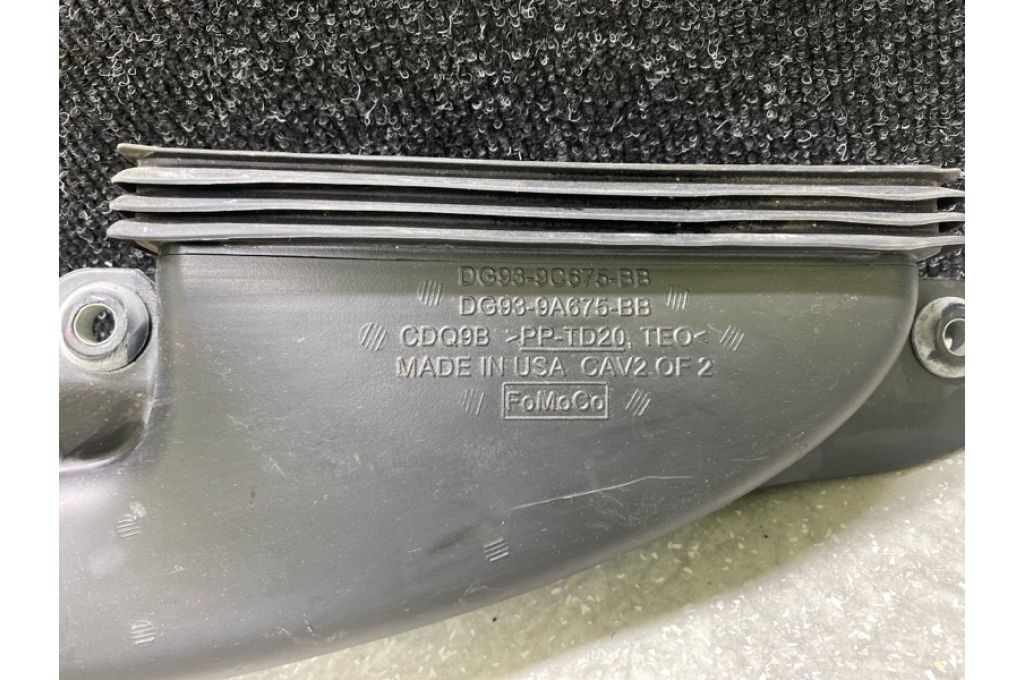 DG93-9C675-BB
DG93-9A675-BB
CDQ9B >PP-TD20, TEO<
MADE IN USA CAV2 OF 2
FoMoCo